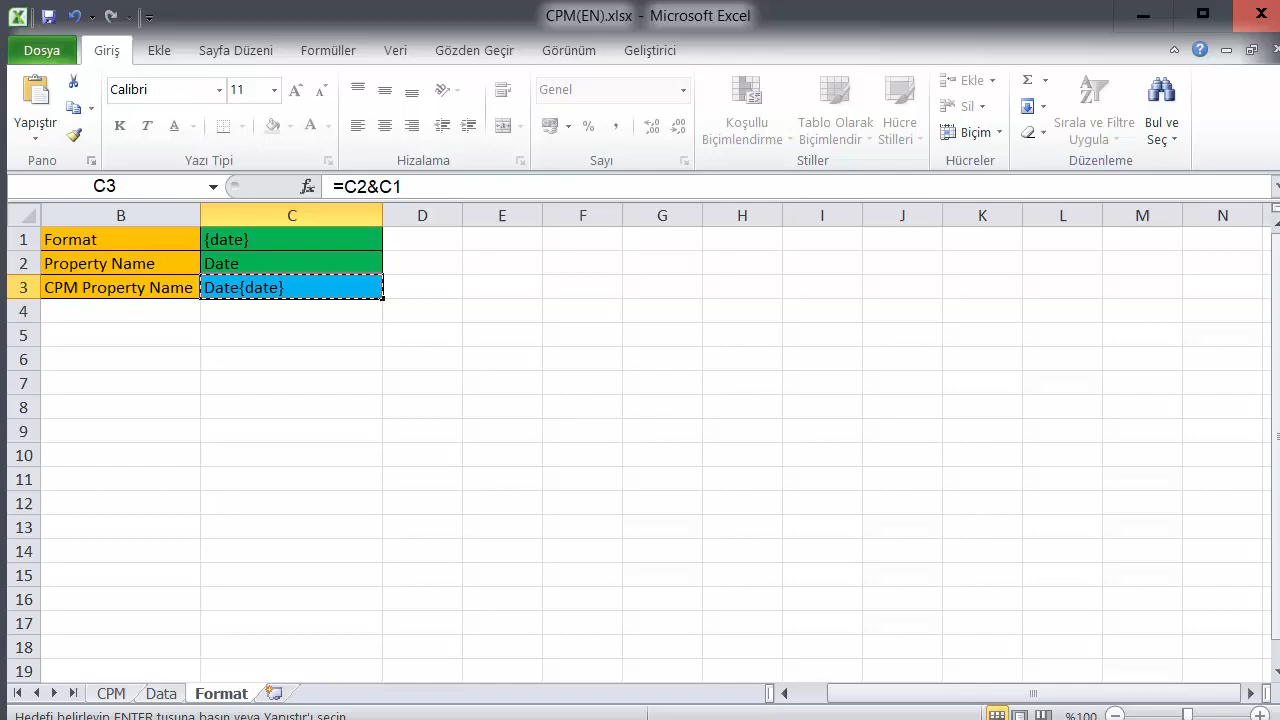 CPM(EN).xlsx - Microsoft Excel
Dosya Giriş Ekle Sayfa Düzeni Formüller Veri Gözden Geçir Görünüm Geliştirici
Yapıştır
Pano
Calibri 11
K T A A
Yazı Tipi
Hizalama
Genel
% ,
Sayı
Koşullu
Biçimlendirme
Tablo Olarak
Biçimlendir
Hücre
Stilleri
Stiller
Ekle
Sil
Biçim
Hücreler
Σ
Sırala ve Filtre
Uygula
Bul ve
Seç
Düzenleme
C3 fx =C2&C1
B C D E F G H I J K L M N
1 Format {date}
2 Property Name Date
3 CPM Property Name Date{date}
4
5
6
7
8
9
10
11
12
13
14
15
16
17
18
19
CPM Data Format
Hedefi belirleyin ENTER tuşuna basın veya Yapıştır'ı seçin
%100